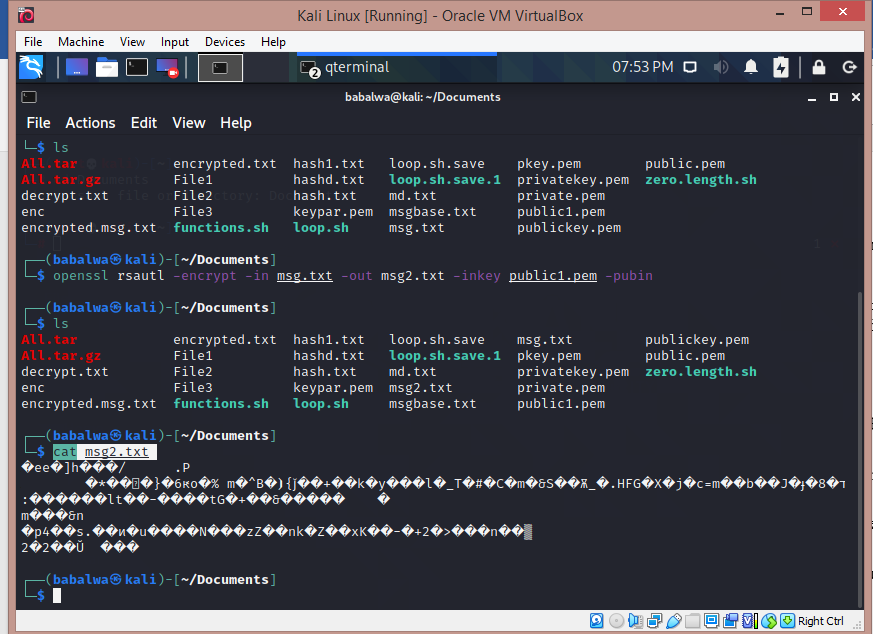 Kali Linux [Running] - Oracle VM VirtualBox
File Machine View Input Devices Help
2 qterminal 07:53 PM
babalwa@kali: ~/Documents
File Actions Edit View Help
└─$ ls
All.tar encrypted.txt hash1.txt loop.sh.save pkey.pem public.pem
All.tar.gz File1 hashd.txt loop.sh.save.1 privatekey.pem zero.length.sh
decrypt.txt File2 hash.txt md.txt private.pem
enc File3 keypar.pem msgbase.txt public1.pem
encrypted.msg.txt functions.sh loop.sh msg.txt publickey.pem
┌──(babalwa㉿kali)-[~/Documents]
└─$ openssl rsautl -encrypt -in msg.txt -out msg2.txt -inkey public1.pem -pubin
┌──(babalwa㉿kali)-[~/Documents]
└─$ ls
All.tar encrypted.txt hash1.txt loop.sh.save msg.txt publickey.pem
All.tar.gz File1 hashd.txt loop.sh.save.1 pkey.pem public.pem
decrypt.txt File2 hash.txt md.txt privatekey.pem zero.length.sh
enc File3 keypar.pem msg2.txt private.pem
encrypted.msg.txt functions.sh loop.sh msgbase.txt public1.pem
┌──(babalwa㉿kali)-[~/Documents]
└─$ cat msg2.txt
�ee�]h���/ .P
:������lt��-����tG�+��&����� �
m���&n
�p4��s.��и�u����N���zZ��nk�Z��xK��-�+2�>���n��
2�2��Ŭ ���
┌──(babalwa㉿kali)-[~/Documents]
└─$
Right Ctrl